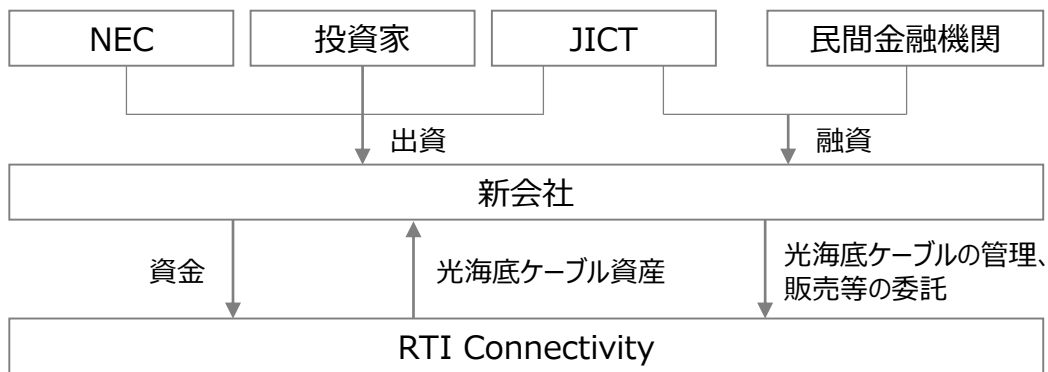 NEC
投資家
JICT
民間金融機関
出資
融資
新会社
資金
光海底ケーブル資産
光海底ケーブルの管理、
販売等の委託
RTI Connectivity